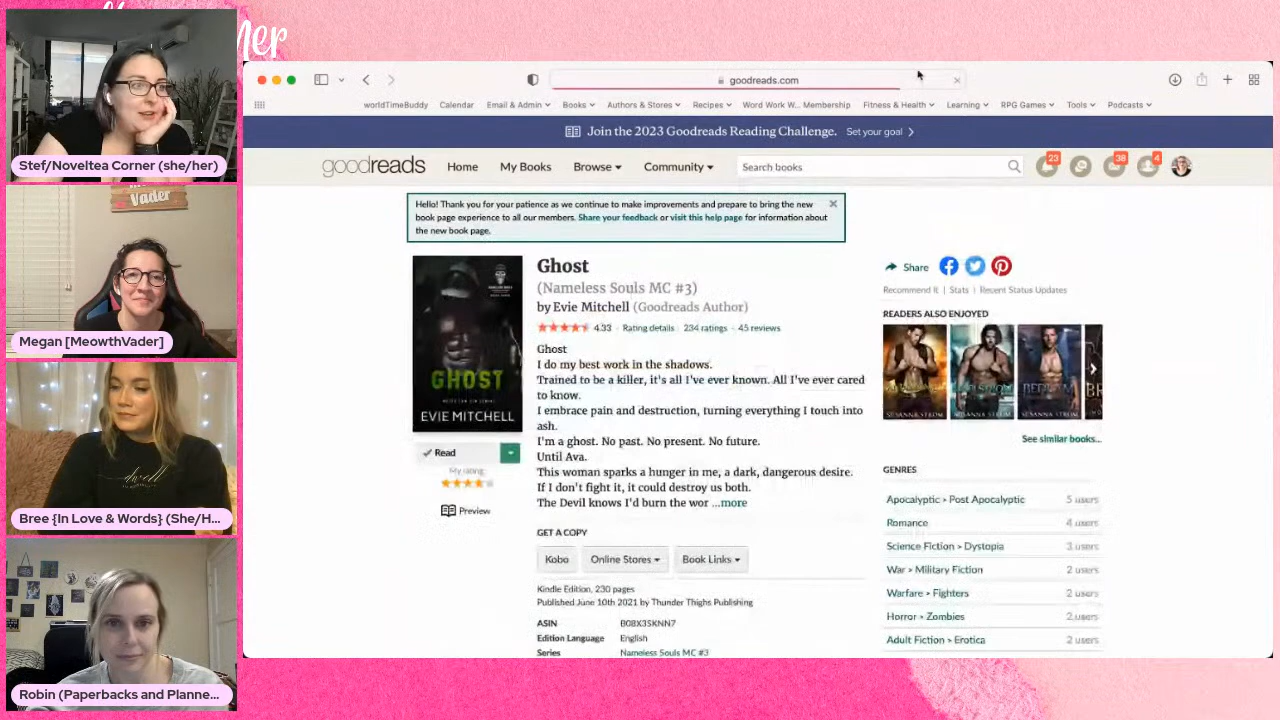 Vader
Stef/Noveltea Corner (she/her)
Megan [MeowthVader]
Bree {In Love & Words} (She/H...
Robin (Paperbacks and Planne...
goodreads.com
worldTimeBuddy Calendar Email & Admin Books Authors & Stores Recipes Word Work W... Membership Fitness & Health Learning RPG Games Tools Podcasts
Join the 2023 Goodreads Reading Challenge. Set your goal
goodreads Home My Books Browse Community Search books 23 38 4
Hello! Thank you for your patience as we continue to make improvements and prepare to bring the new
book page experience to all our members. Share your feedback or visit this help page for information about
the new book page.
GHOST
EVIE MITCHELL
Read
My rating:
Preview
Ghost
(Nameless Souls MC #3)
by Evie Mitchell (Goodreads Author)
4.33 · Rating details · 234 ratings · 45 reviews
Ghost
I do my best work in the shadows.
Trained to be a killer, it's all I've ever known. All I've ever cared
to know.
I embrace pain and destruction, turning everything I touch into
ash.
I'm a ghost. No past. No present. No future.
Until Ava.
This woman sparks a hunger in me, a dark, dangerous desire.
If I don't fight it, it could destroy us both.
The Devil knows I'd burn the wor ...more
GET A COPY
Kobo Online Stores Book Links
Kindle Edition, 230 pages
Published June 10th 2021 by Thunder Thighs Publishing
ASIN B08X35KNN7
Edition Language English
Series Nameless Souls MC #3
Share
Recommend It | Stats | Recent Status Updates
READERS ALSO ENJOYED
See similar books...
GENRES
Apocalyptic > Post Apocalyptic 5 users
Romance 4 users
Science Fiction > Dystopia 3 users
War > Military Fiction 2 users
Warfare > Fighters 2 users
Horror > Zombies 2 users
Adult Fiction > Erotica 2 users